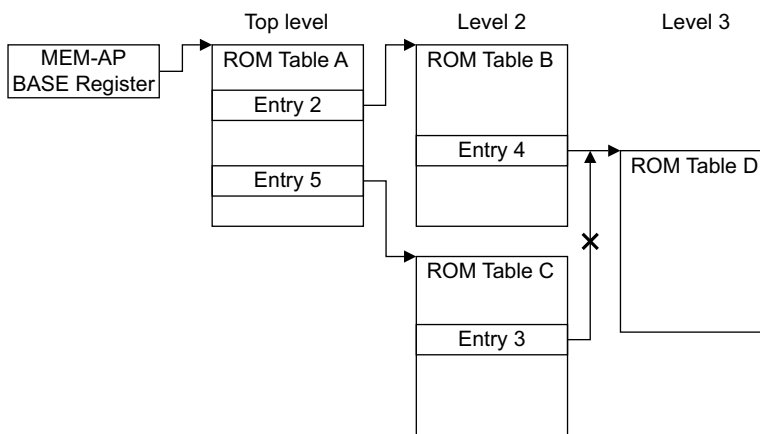 Top level
Level 2
Level 3
MEM-AP
BASE Register
ROM Table A
Entry 2
Entry 5
ROM Table B
Entry 4
ROM Table C
Entry 3
ROM Table D